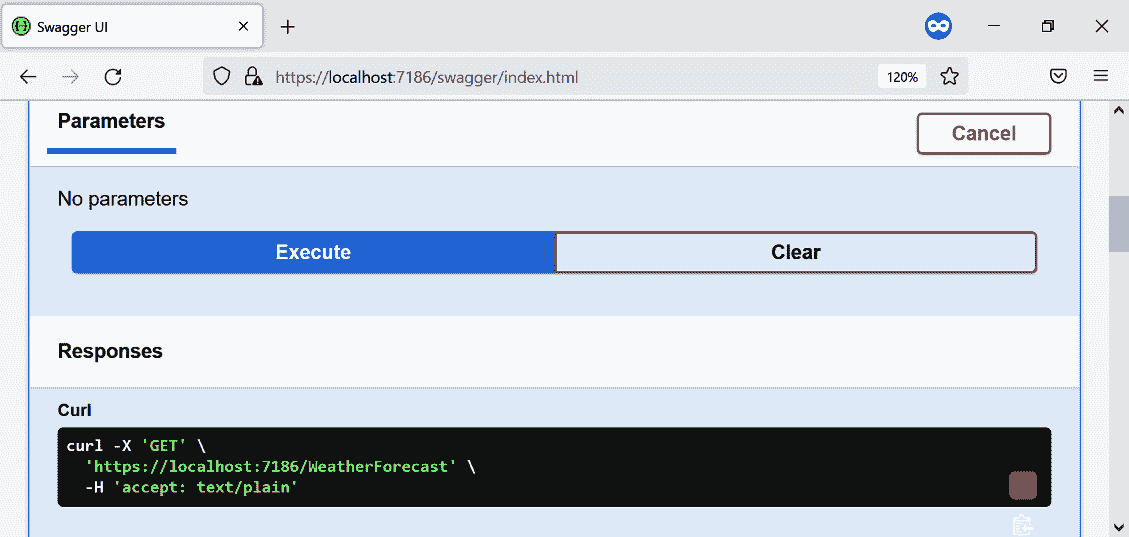 Swagger UI
https://localhost:7186/swagger/index.html
120%
Parameters
Cancel
No parameters
Execute
Clear
Responses
Curl
curl -X 'GET' \
'https://localhost:7186/WeatherForecast' \
-H 'accept: text/plain'